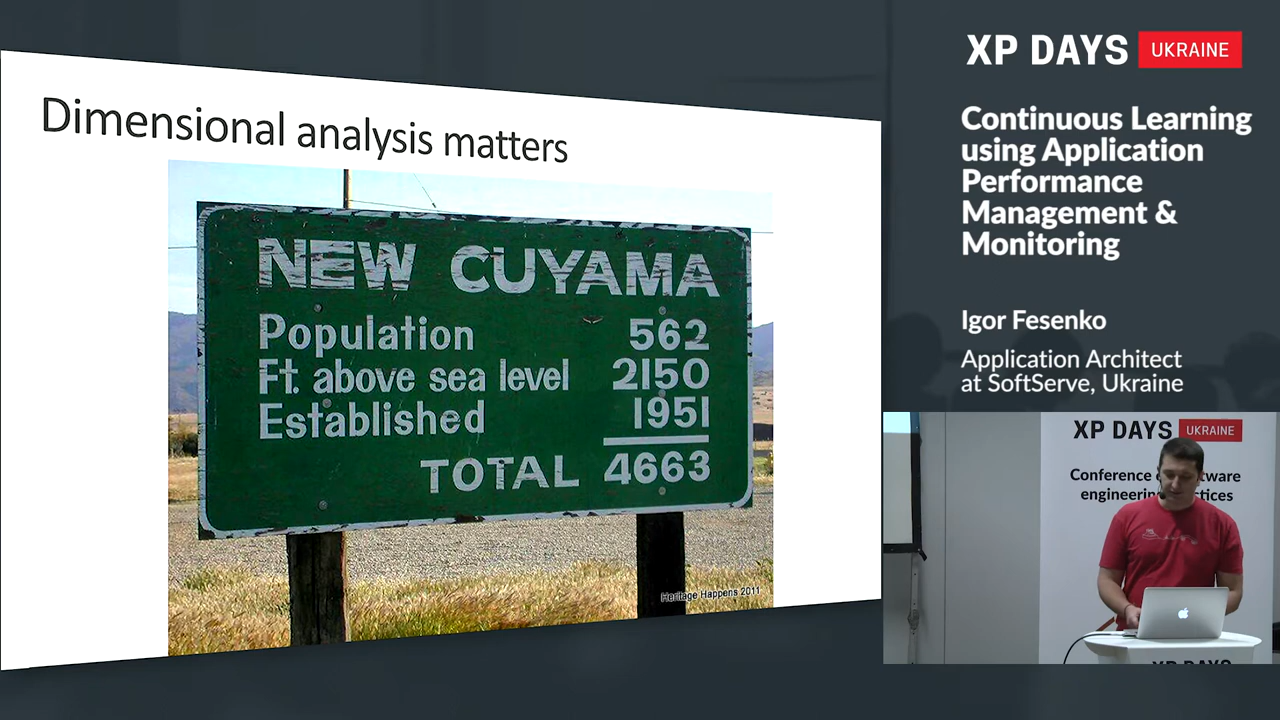 Dimensional analysis matters
NEW CUYAMA
Population 562
Ft. above sea level 2150
Established 1951
TOTAL 4663
Heritage Happens 2011
XP DAYS UKRAINE
Continuous Learning
using Application
Performance
Management &
Monitoring
Igor Fesenko
Application Architect
at SoftServe, Ukraine
XP DAYS UKRAINE
Conference
engineering
XP DAYS